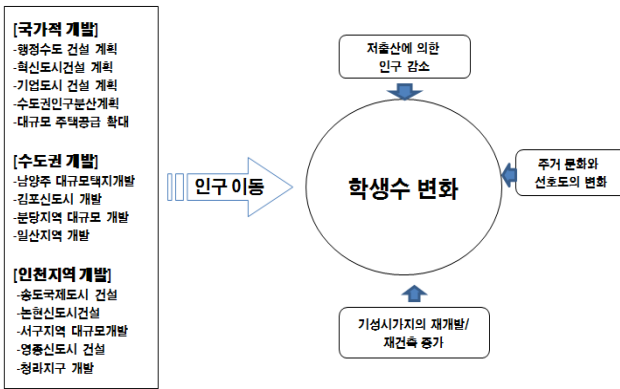 [국가적 개발]
-행정수도 건설 계획
-혁신도시건설 계획
-기업도시 건설 계획
-수도권인구분산계획
-대규모 주택공급 확대
[수도권 개발]
-남양주 대규모택지개발
-김포신도시 개발
-분당지역 대규모 개발
-일산지역 개발
[인천지역 개발]
-송도국제도시 건설
-논현신도시건설
-서구지역 대규모개발
-영종신도시 건설
-청라지구 개발
인구 이동
저출산에 의한
인구 감소
학생수 변화
주거 문화와
선호도의 변화
기성시가지의 재개발/
재건축 증가